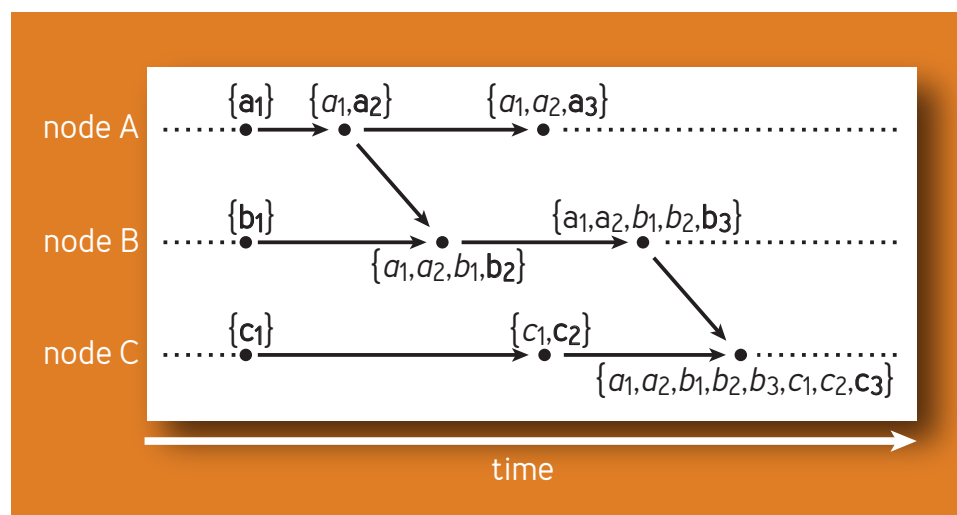 {a1} {a1,a2} {a1,a2,a3}
node A
{b1} {a1,a2,b1,b2,b3}
node B
{a1,a2,b1,b2}
{c1} {c1,c2}
node C
{a1,a2,b1,b2,b3,c1,c2,c3}
time